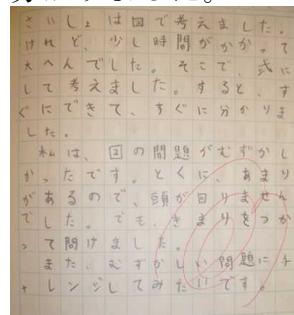 さいしょは回で考えました。
けれど、少し時間がかかって
大へんでした。そこで、式に
して考えました。すると、す
ぐにできて、すぐに分かりま
した。
私は、回の問題がむずかし
かったです。とくに、あまり
があるので、頭が回りません
でした。でも、きまりをつか
って問けました。
また、むずかしい問題にチ
ャレンジしてみたいです。